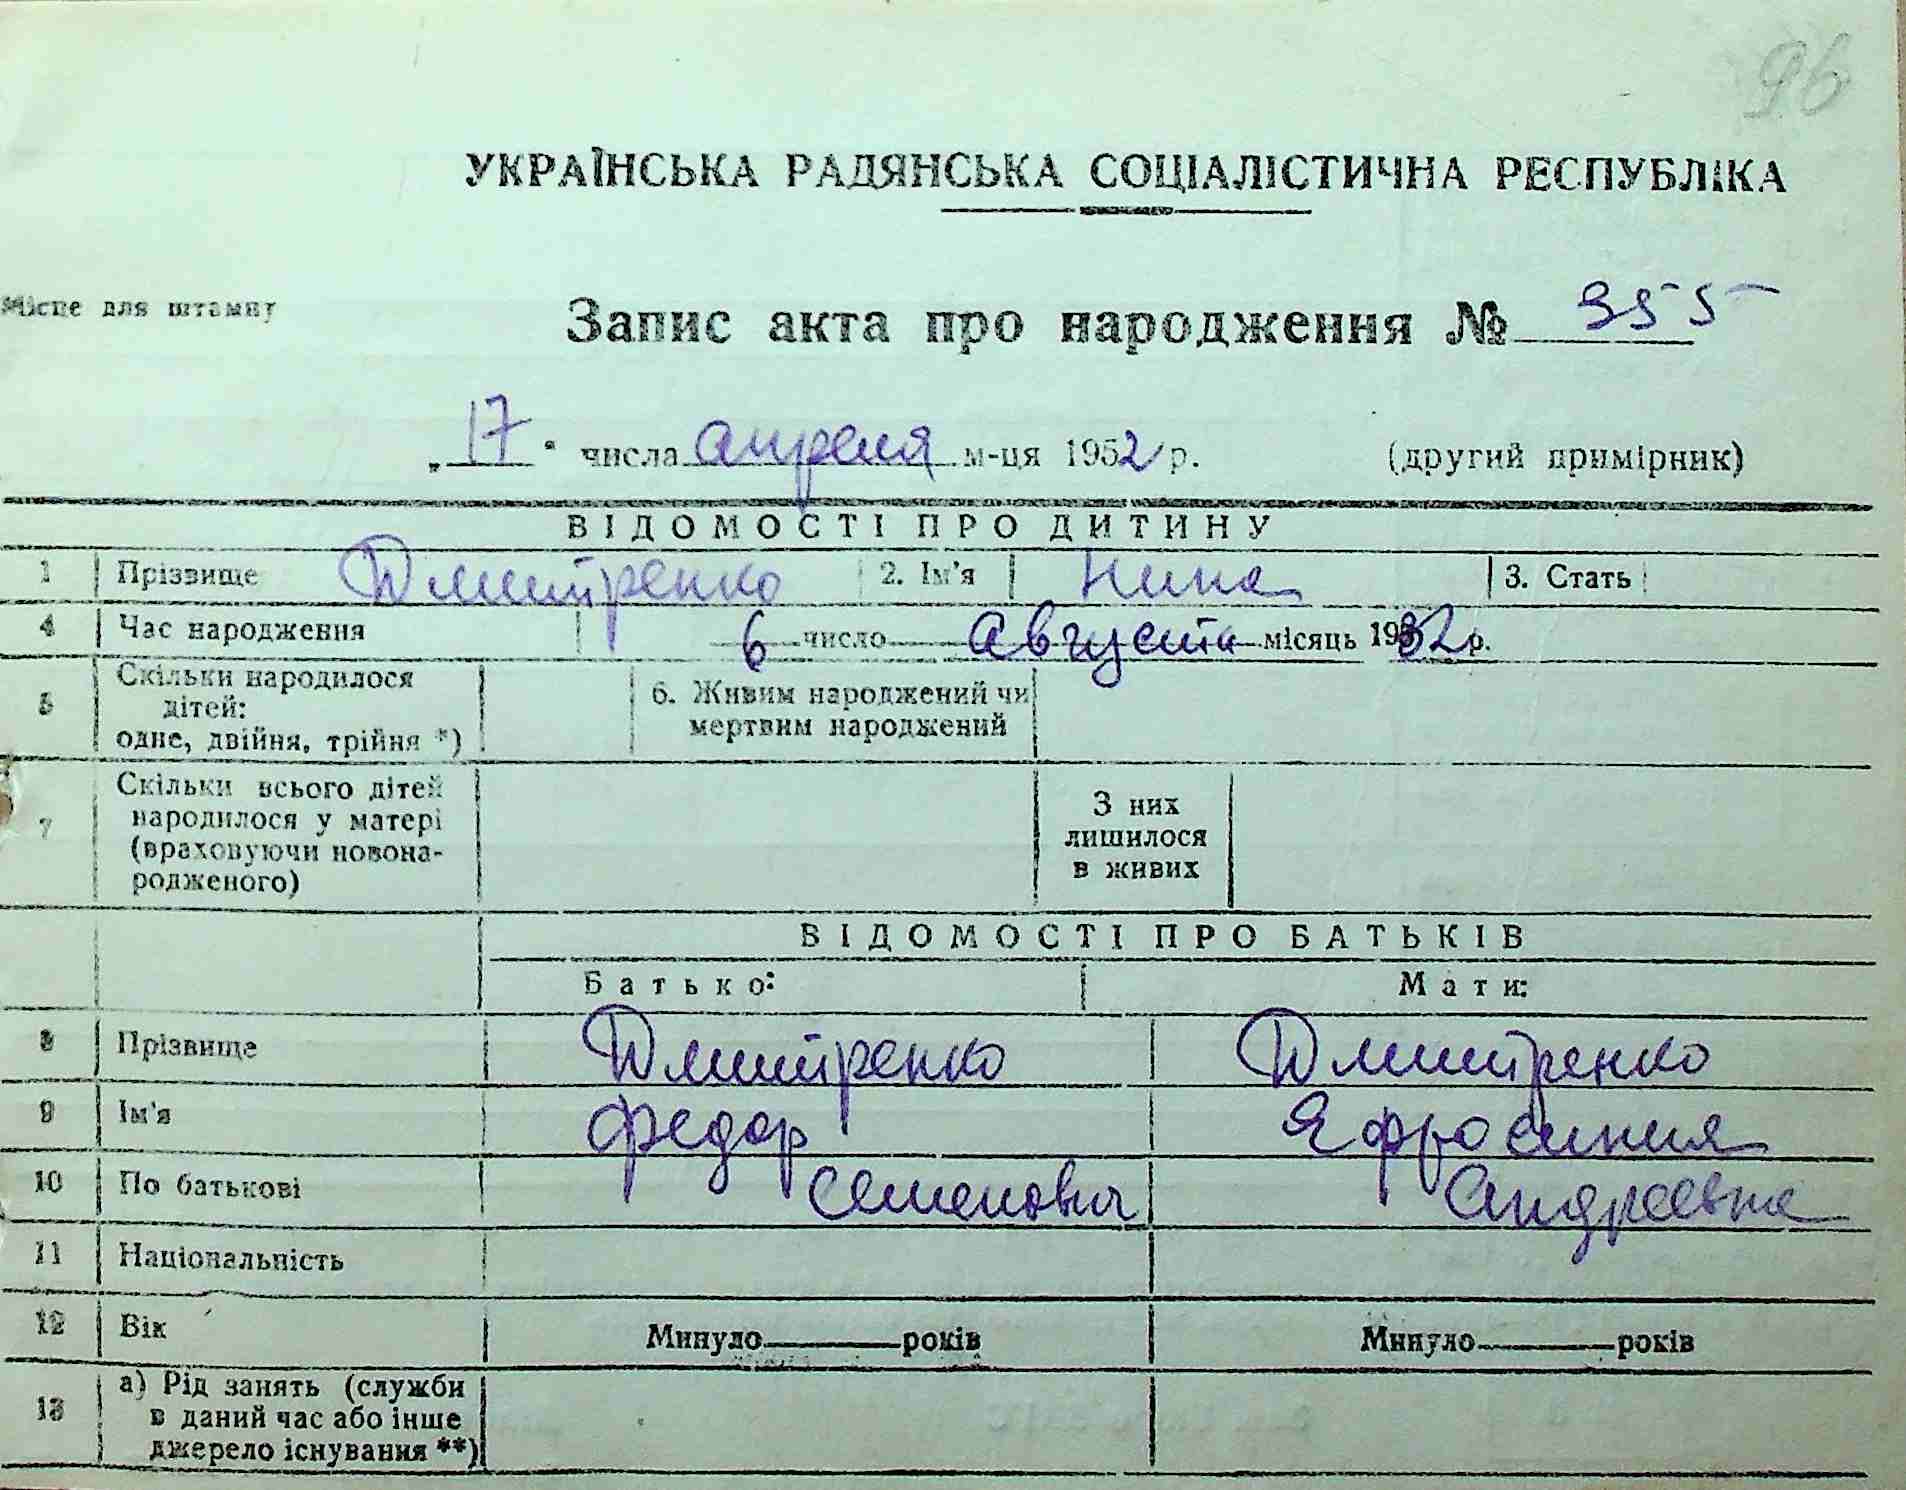 96
УКРАЇНСЬКА РАДЯНСЬКА СОЦІАЛІСТИЧНА РЕСПУБЛІКА
Місце для штампу
Запис акта про народження № 355
„17" числа апреля м-ця 1952 р. (другий примірник)
ВІДОМОСТІ ПРО ДИТИНУ
1 Прізвище Дмитренко 2. Ім'я Нина 3. Стать
4 Час народження 6 число Августа місяць 1932 р.
5 Скільки народилося дітей: одне, двійня, трійня *) 6. Живим народжений чи мертвим народжений
7 Скільки всього дітей народилося у матері (враховуючи новонародженого) З них лишилося в живих
ВІДОМОСТІ ПРО БАТЬКІВ
Батько: Мати:
8 Прізвище Дмитренко Дмитренко
9 Ім'я Федор Ефросиния
10 По батькові Семенович Андреевна
11 Національність
12 Вік Минуло року років Минуло років
13 а) Рід занять (служби в даний час або інше джерело існування **)